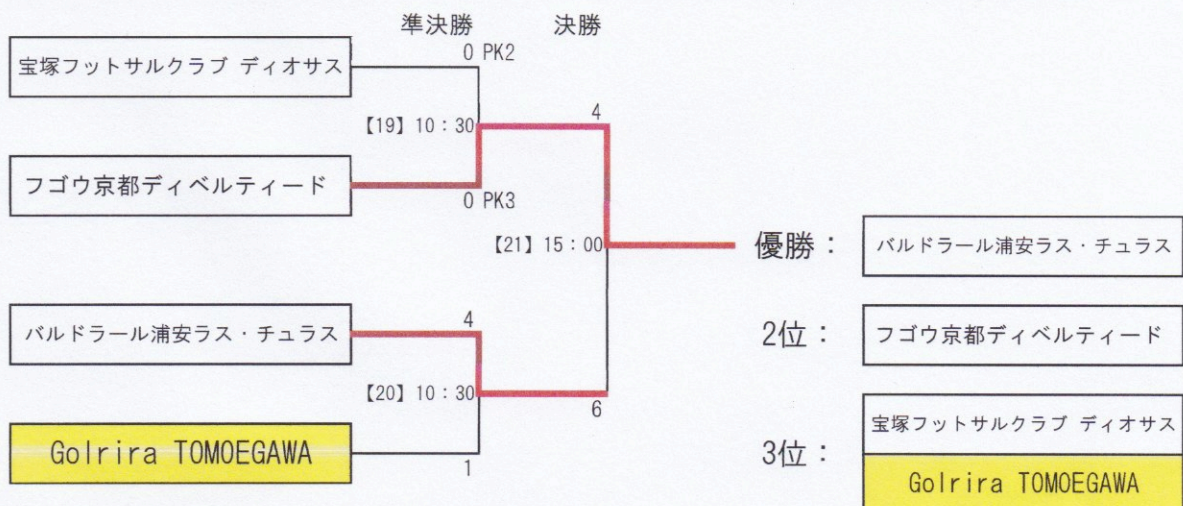 準決勝 決勝
0 PK2
宝塚フットサルクラブ ディオサス
4
【19】10：30
フゴウ京都ディベルティード
0 PK3
【21】15：00
優勝： バルドラール浦安ラス・チュラス
4
バルドラール浦安ラス・チュラス
2位： フゴウ京都ディベルティード
【20】10：30
6
宝塚フットサルクラブ ディオサス
Golrira TOMOEGAWA
3位：
1
Golrira TOMOEGAWA